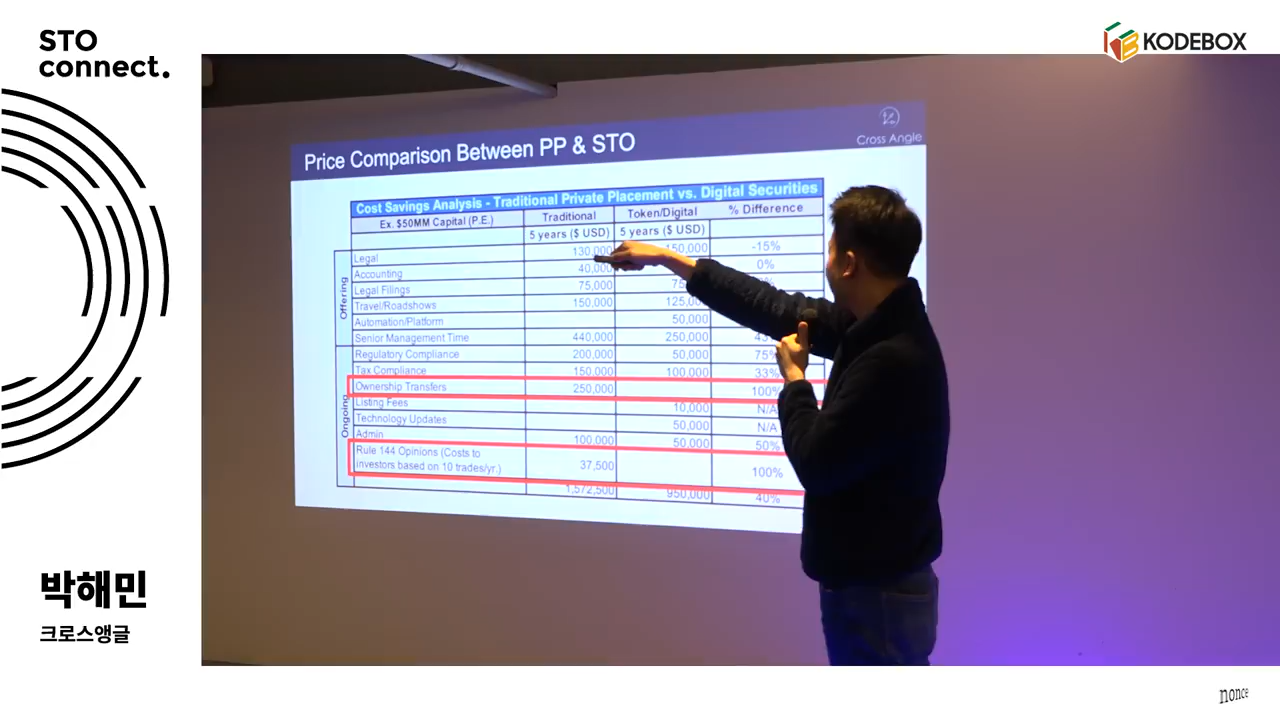 STO
connect.
KODEBOX
Cross Angle
Price Comparison Between PP & STO
Cost Savings Analysis - Traditional Private Placement vs. Digital Securities
Ex. $50MM Capital (P.E.) Traditional Token/Digital % Difference
5 years ($ USD) 5 years ($ USD)
Offering
Legal 130,000 150,000 -15%
Accounting 40,000 0%
Legal Filings 75,000
Travel/Roadshows 150,000
Automation/Platform 50,000
Senior Management Time 440,000 250,000
Ongoing
Regulatory Compliance 200,000 50,000 75%
Tax Compliance 150,000 100,000 33%
Ownership Transfers 250,000 100%
Listing Fees 10,000 N/A
Technology Updates 50,000 N/A
Admin 100,000 50,000 50%
Rule 144 Opinions (Costs to
investors based on 10 trades/yr.) 37,500 100%
1,572,500 950,000 40%
박해민
크로스앵글
nonce